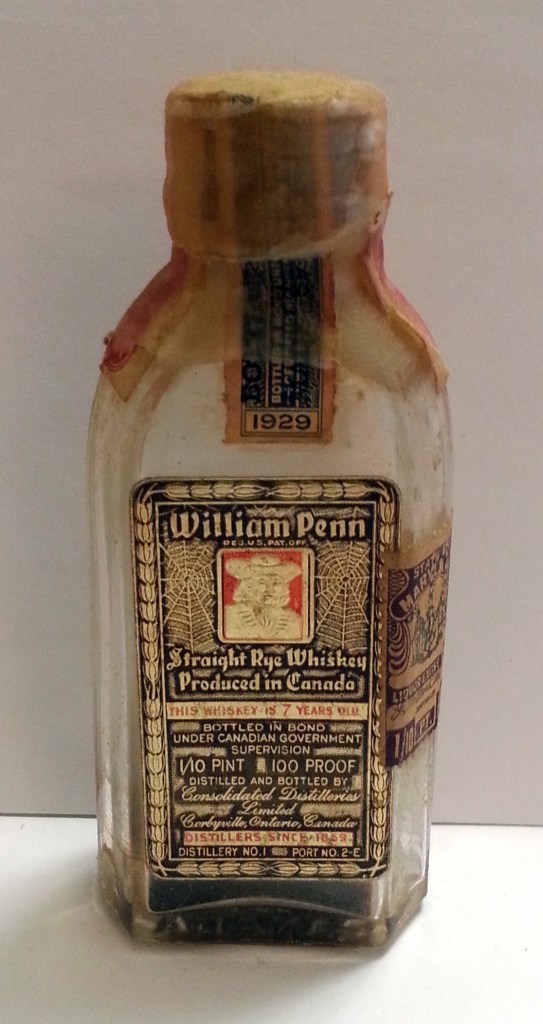 BOTTL
1929
William Penn
REG. U.S. PAT. OFF.
Straight Rye Whiskey
Produced in Canada
THIS WHISKEY IS 7 YEARS OLD
BOTTLED IN BOND
UNDER CANADIAN GOVERNMENT
SUPERVISION
1/10 PINT 100 PROOF
DISTILLED AND BOTTLED BY
Consolidated Distilleries
Limited
Corbyville, Ontario, Canada
DISTILLERS SINCE 1859
DISTILLERY NO. 1 PORT NO. 2-E